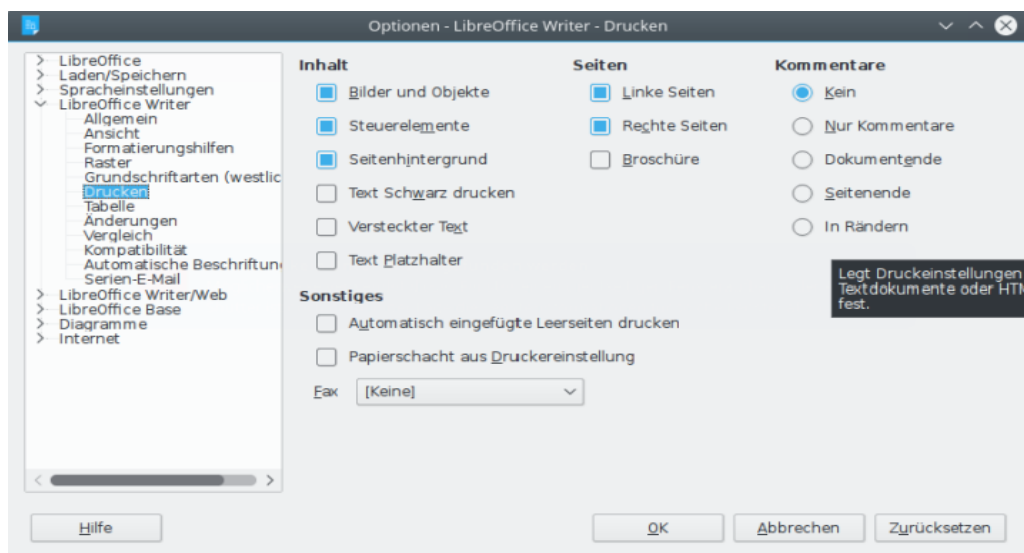 Optionen - LibreOffice Writer - Drucken
LibreOffice
Laden/Speichern
Spracheinstellungen
LibreOffice Writer
Allgemein
Ansicht
Formatierungshilfen
Raster
Grundschriftarten (westlic
Drucken
Tabelle
Änderungen
Vergleich
Kompatibilität
Automatische Beschriftun
Serien-E-Mail
LibreOffice Writer/Web
LibreOffice Base
Diagramme
Internet
Inhalt
Bilder und Objekte
Steuerelemente
Seitenhintergrund
Text Schwarz drucken
Versteckter Text
Text Platzhalter
Seiten
Linke Seiten
Rechte Seiten
Broschüre
Kommentare
Kein
Nur Kommentare
Dokumentende
Seitenende
In Rändern
Legt Druckeinstellungen
Textdokumente oder HTM
fest.
Sonstiges
Automatisch eingefügte Leerseiten drucken
Papierschacht aus Druckereinstellung
Fax [Keine]
Hilfe
OK
Abbrechen
Zurücksetzen